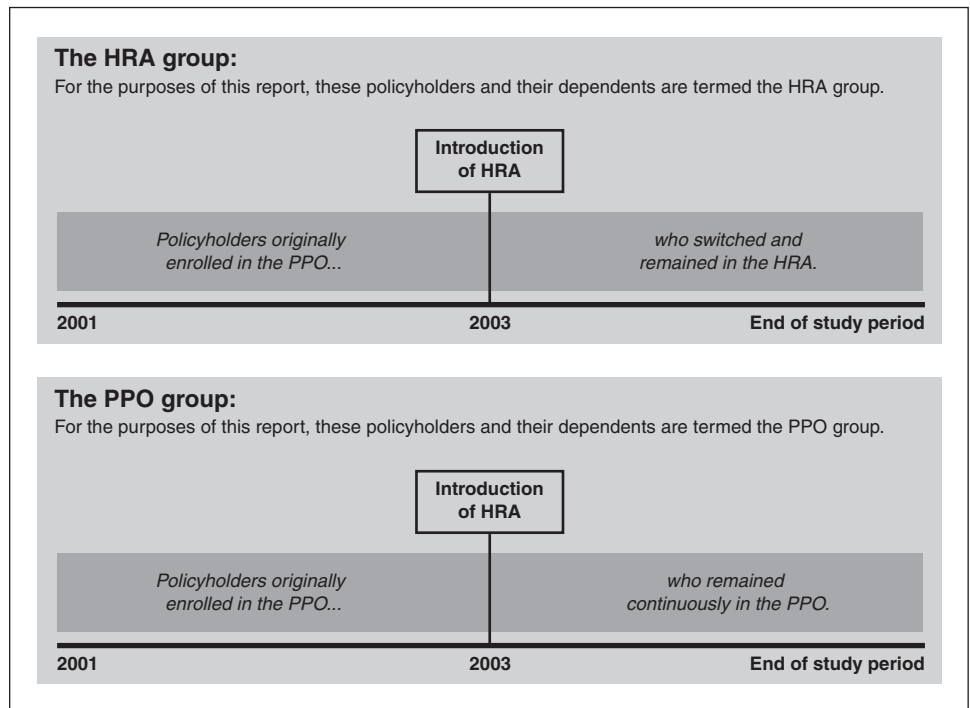 The HRA group:
For the purposes of this report, these policyholders and their dependents are termed the HRA group.
Introduction
of HRA
Policyholders originally
enrolled in the PPO...
who switched and
remained in the HRA.
2001
2003
End of study period
The PPO group:
For the purposes of this report, these policyholders and their dependents are termed the PPO group.
Introduction
of HRA
Policyholders originally
enrolled in the PPO...
who remained
continuously in the PPO.
2001
2003
End of study period